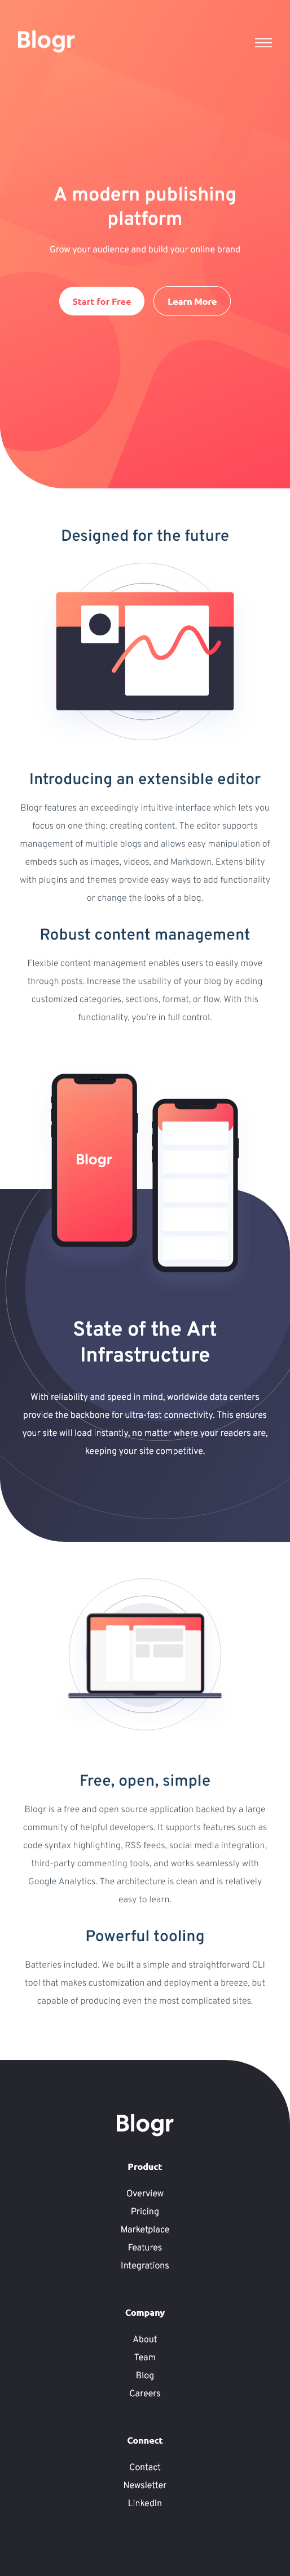 Blogr
A modern publishing
platform
Grow your audience and build your online brand
Start for Free
Learn More
Designed for the future
Introducing an extensible editor
Blogr features an exceedingly intuitive interface which lets you
focus on one thing: creating content. The editor supports
management of multiple blogs and allows easy manipulation of
embeds such as images, videos, and Markdown. Extensibility
with plugins and themes provide easy ways to add functionality
or change the looks of a blog.
Robust content management
Flexible content management enables users to easily move
through posts. Increase the usability of your blog by adding
customized categories, sections, format, or flow. With this
functionality, you're in full control.
Blogr
State of the Art
Infrastructure
With reliability and speed in mind, worldwide data centers
provide the backbone for ultra-fast connectivity. This ensures
your site will load instantly, no matter where your readers are,
keeping your site competitive.
Free, open, simple
Blogr is a free and open source application backed by a large
community of helpful developers. It supports features such as
code syntax highlighting, RSS feeds, social media integration,
third-party commenting tools, and works seamlessly with
Google Analytics. The architecture is clean and is relatively
easy to learn.
Powerful tooling
Batteries included. We built a simple and straightforward CLI
tool that makes customization and deployment a breeze, but
capable of producing even the most complicated sites.
Blogr
Product
Overview
Pricing
Marketplace
Features
Integrations
Company
About
Team
Blog
Careers
Connect
Contact
Newsletter
LinkedIn